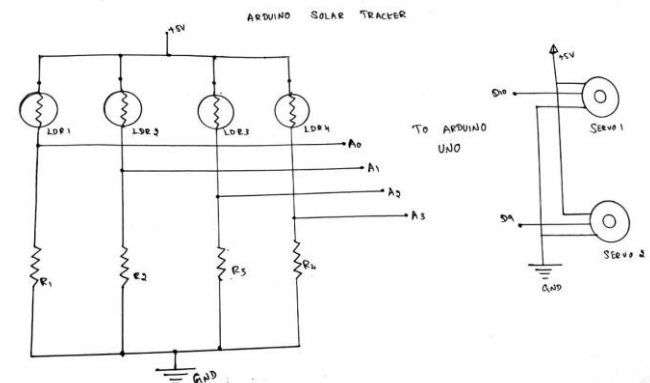 ARDUINO SOLAR TRACKER
+5V
LDR1
LDR2
LDR3
LDR4
A0
A1
A2
A3
R1
R2
R3
R4
GND
TO ARDUINO
UNO
+5V
D10
SERVO 1
D9
SERVO 2
GND